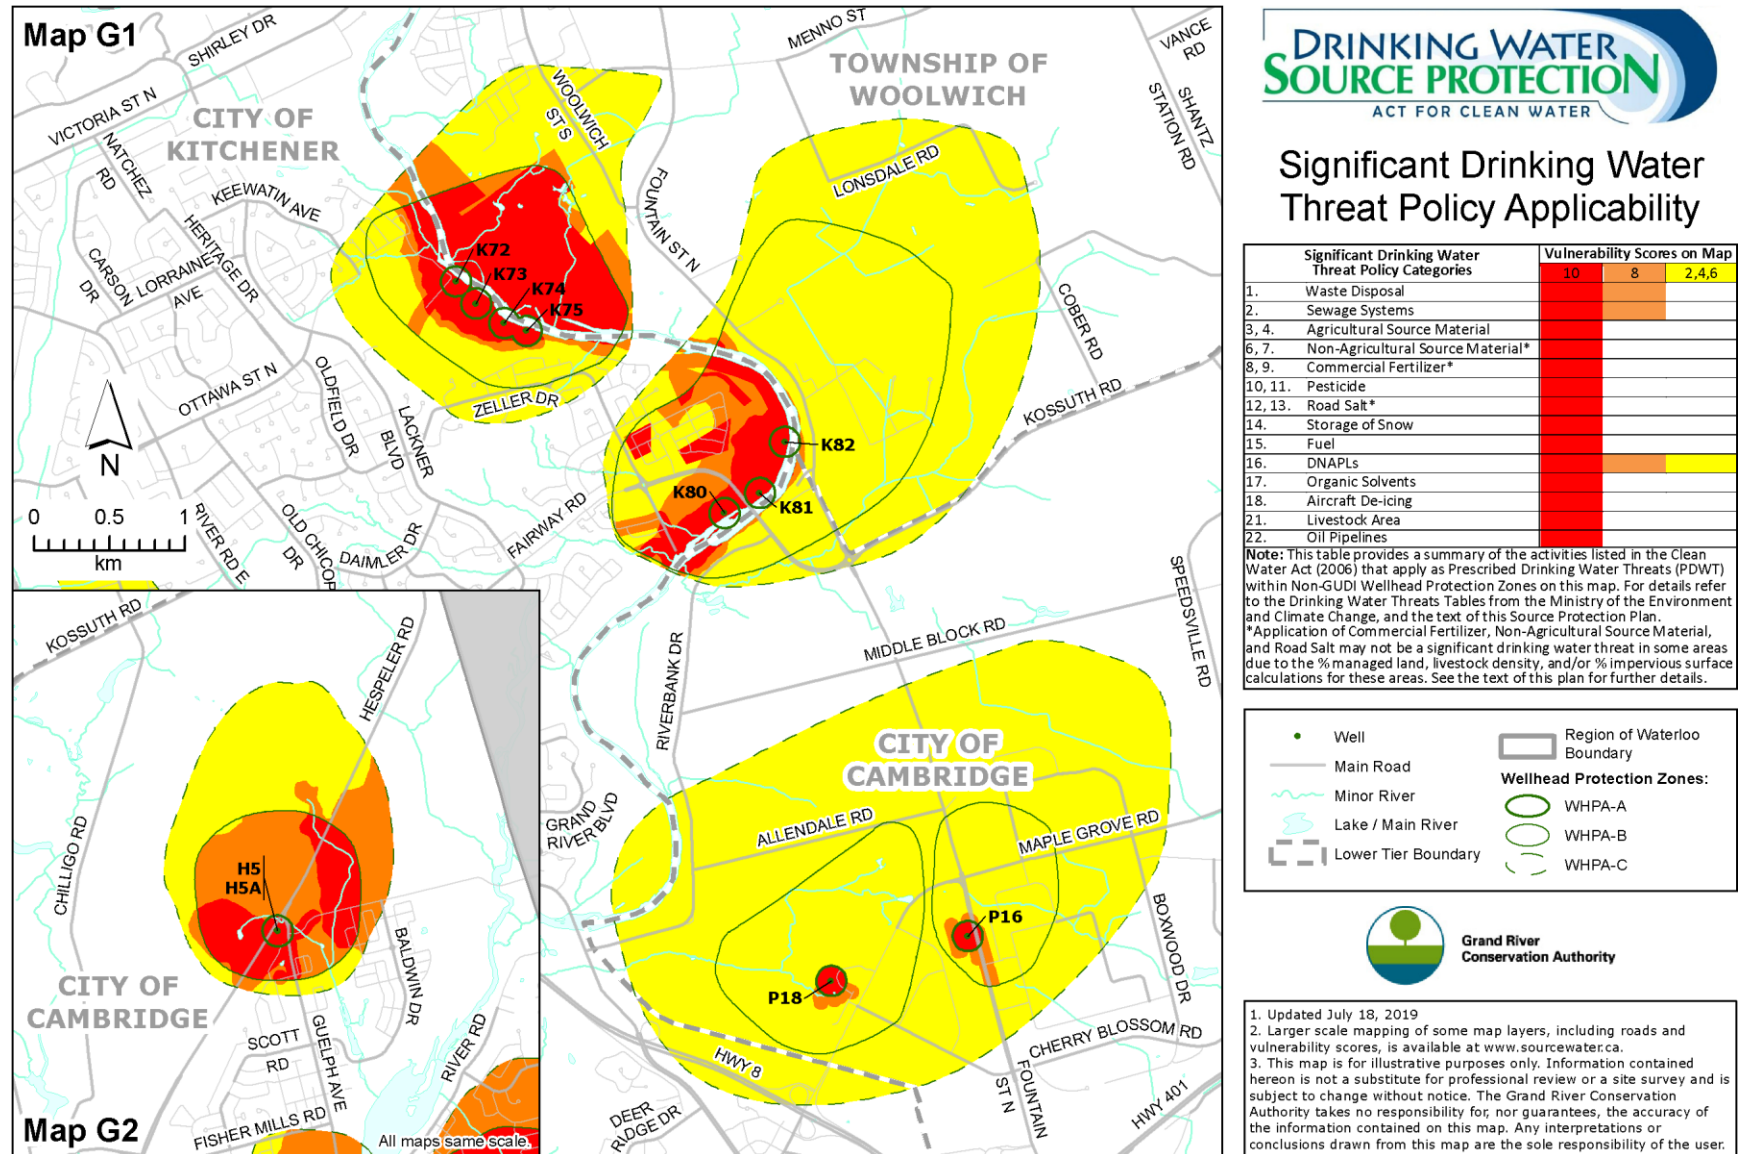 Map G1
SHIRLEY DR
VICTORIA ST N
CITY OF
KITCHENER
NATCHEZ
RD
KEEWATIN AVE
HERITAGE DR
CARSON
DR
LORRAINE
AVE
WOOLWICH
ST S
MENNO ST
TOWNSHIP OF
WOOLWICH
VANCE
RD
SHANTZ
STATION RD
LONSDALE RD
FOUNTAIN ST N
K72
K73
K74
K75
COBER RD
OTTAWA ST N
OLDFIELD DR
LACKNER
BLVD
ZELLER DR
KOSSUTH RD
N
0 0.5 1
km
K82
K80
K81
RIVER RD E
OLD CHICOP
DR
DAIMLER DR
FAIRWAY RD
SPEEDSVILLE RD
MIDDLE BLOCK RD
RIVERBANK DR
CITY OF
CAMBRIDGE
GRAND
RIVER BLVD
ALLENDALE RD
MAPLE GROVE RD
P16
P18
BOXWOOD DR
CHERRY BLOSSOM RD
HWY 8
FOUNTAIN
ST N
HWY 401
DEER
RIDGE DR
KOSSUTH RD
HESPELER RD
CHILLIGO RD
H5
H5A
BALDWIN DR
CITY OF
CAMBRIDGE
SCOTT
RD
GUELPH AVE
RIVER RD
FISHER MILLS RD
Map G2
All maps same scale.
DRINKING WATER
SOURCE PROTECTION
ACT FOR CLEAN WATER
Significant Drinking Water
Threat Policy Applicability
Significant Drinking Water
Threat Policy Categories
Vulnerability Scores on Map
10 8 2,4,6
1. Waste Disposal
2. Sewage Systems
3, 4. Agricultural Source Material
6, 7. Non-Agricultural Source Material*
8, 9. Commercial Fertilizer*
10, 11. Pesticide
12, 13. Road Salt*
14. Storage of Snow
15. Fuel
16. DNAPLs
17. Organic Solvents
18. Aircraft De-icing
21. Livestock Area
22. Oil Pipelines
Note: This table provides a summary of the activities listed in the Clean
Water Act (2006) that apply as Prescribed Drinking Water Threats (PDWT)
within Non-GUDI Wellhead Protection Zones on this map. For details refer
to the Drinking Water Threats Tables from the Ministry of the Environment
and Climate Change, and the text of this Source Protection Plan.
*Application of Commercial Fertilizer, Non-Agricultural Source Material,
and Road Salt may not be a significant drinking water threat in some areas
due to the % managed land, livestock density, and/or % impervious surface
calculations for these areas. See the text of this plan for further details.
Well
Main Road
Minor River
Lake / Main River
Lower Tier Boundary
Region of Waterloo
Boundary
Wellhead Protection Zones:
WHPA-A
WHPA-B
WHPA-C
Grand River
Conservation Authority
1. Updated July 18, 2019
2. Larger scale mapping of some map layers, including roads and
vulnerability scores, is available at www.sourcewater.ca.
3. This map is for illustrative purposes only. Information contained
hereon is not a substitute for professional review or a site survey and is
subject to change without notice. The Grand River Conservation
Authority takes no responsibility for, nor guarantees, the accuracy of
the information contained on this map. Any interpretations or
conclusions drawn from this map are the sole responsibility of the user.